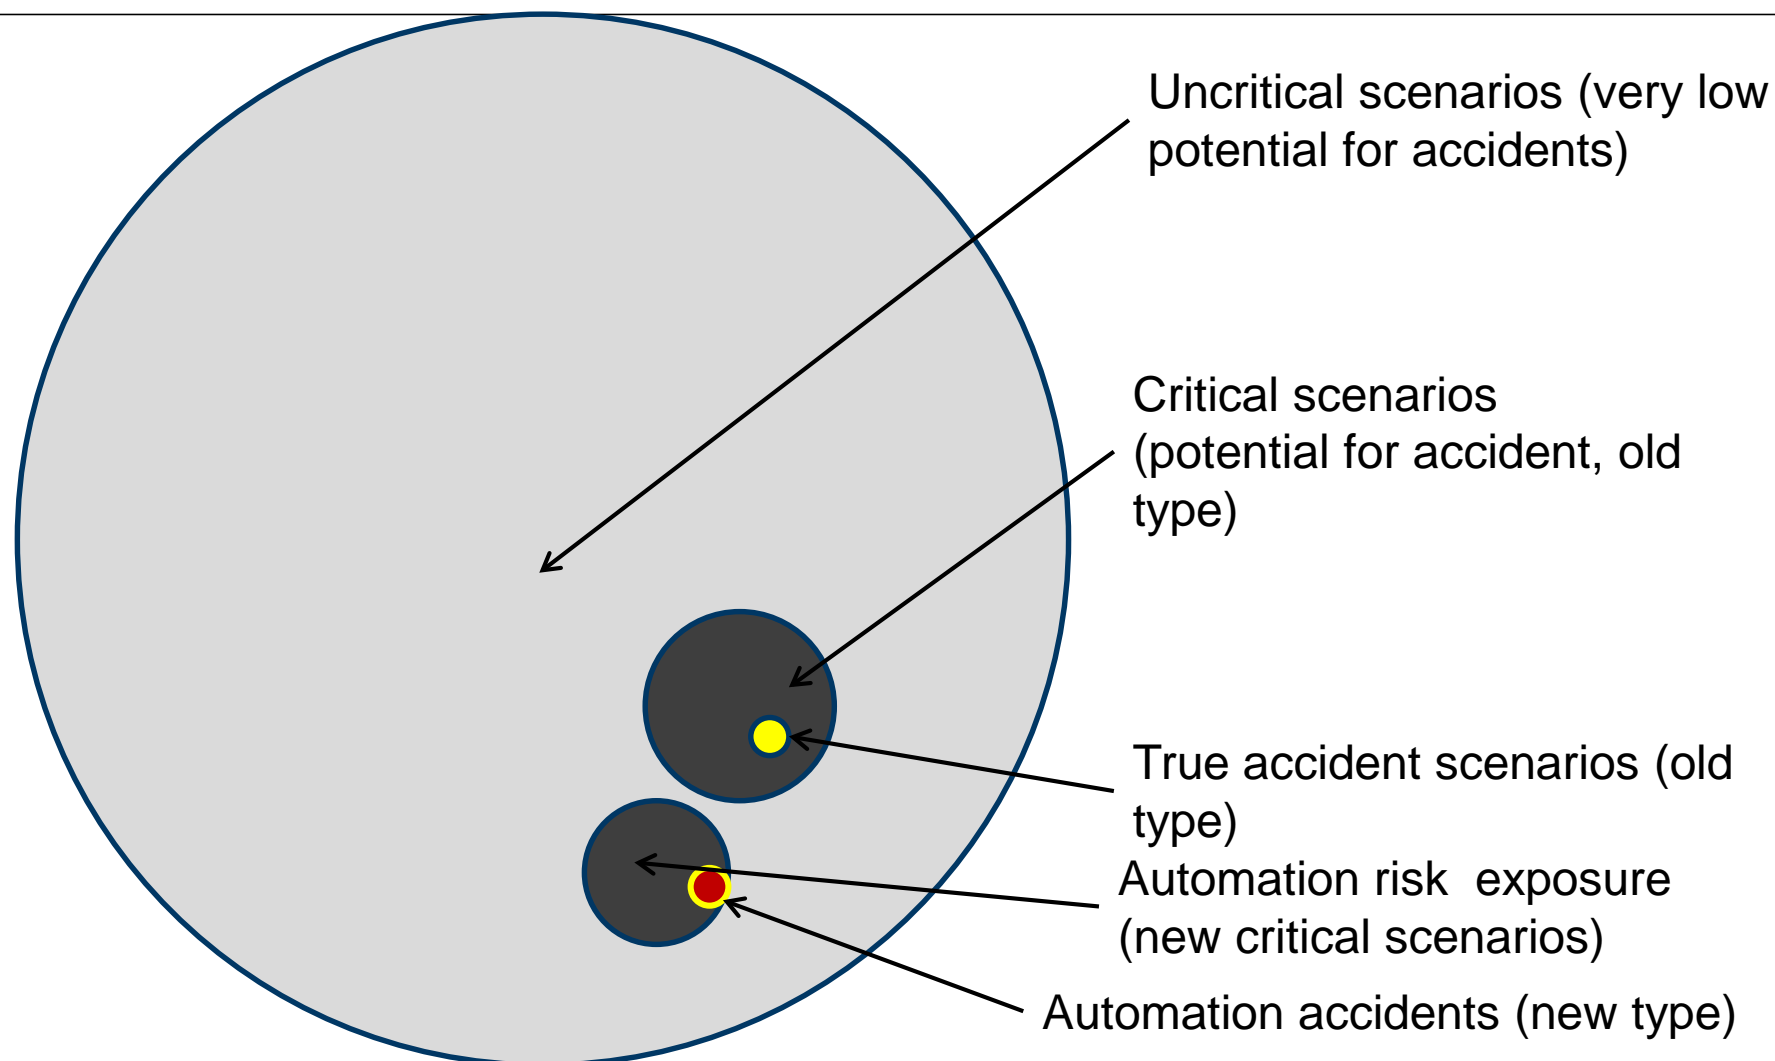 Uncritical scenarios (very low
potential for accidents)
Critical scenarios
(potential for accident, old
type)
True accident scenarios (old
type)
Automation risk  exposure
(new critical scenarios)
Automation accidents (new type)